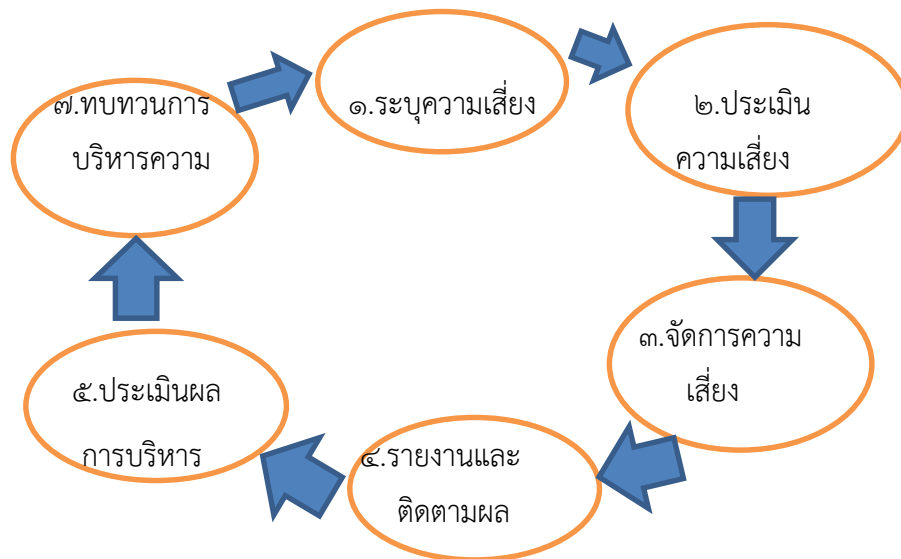 ๑.ระบุความเสี่ยง
๒.ประเมิน
ความเสี่ยง
๓.จัดการความ
เสี่ยง
๔.รายงานและ
ติดตามผล
๕.ประเมินผล
การบริหาร
๗.ทบทวนการ
บริหารความ